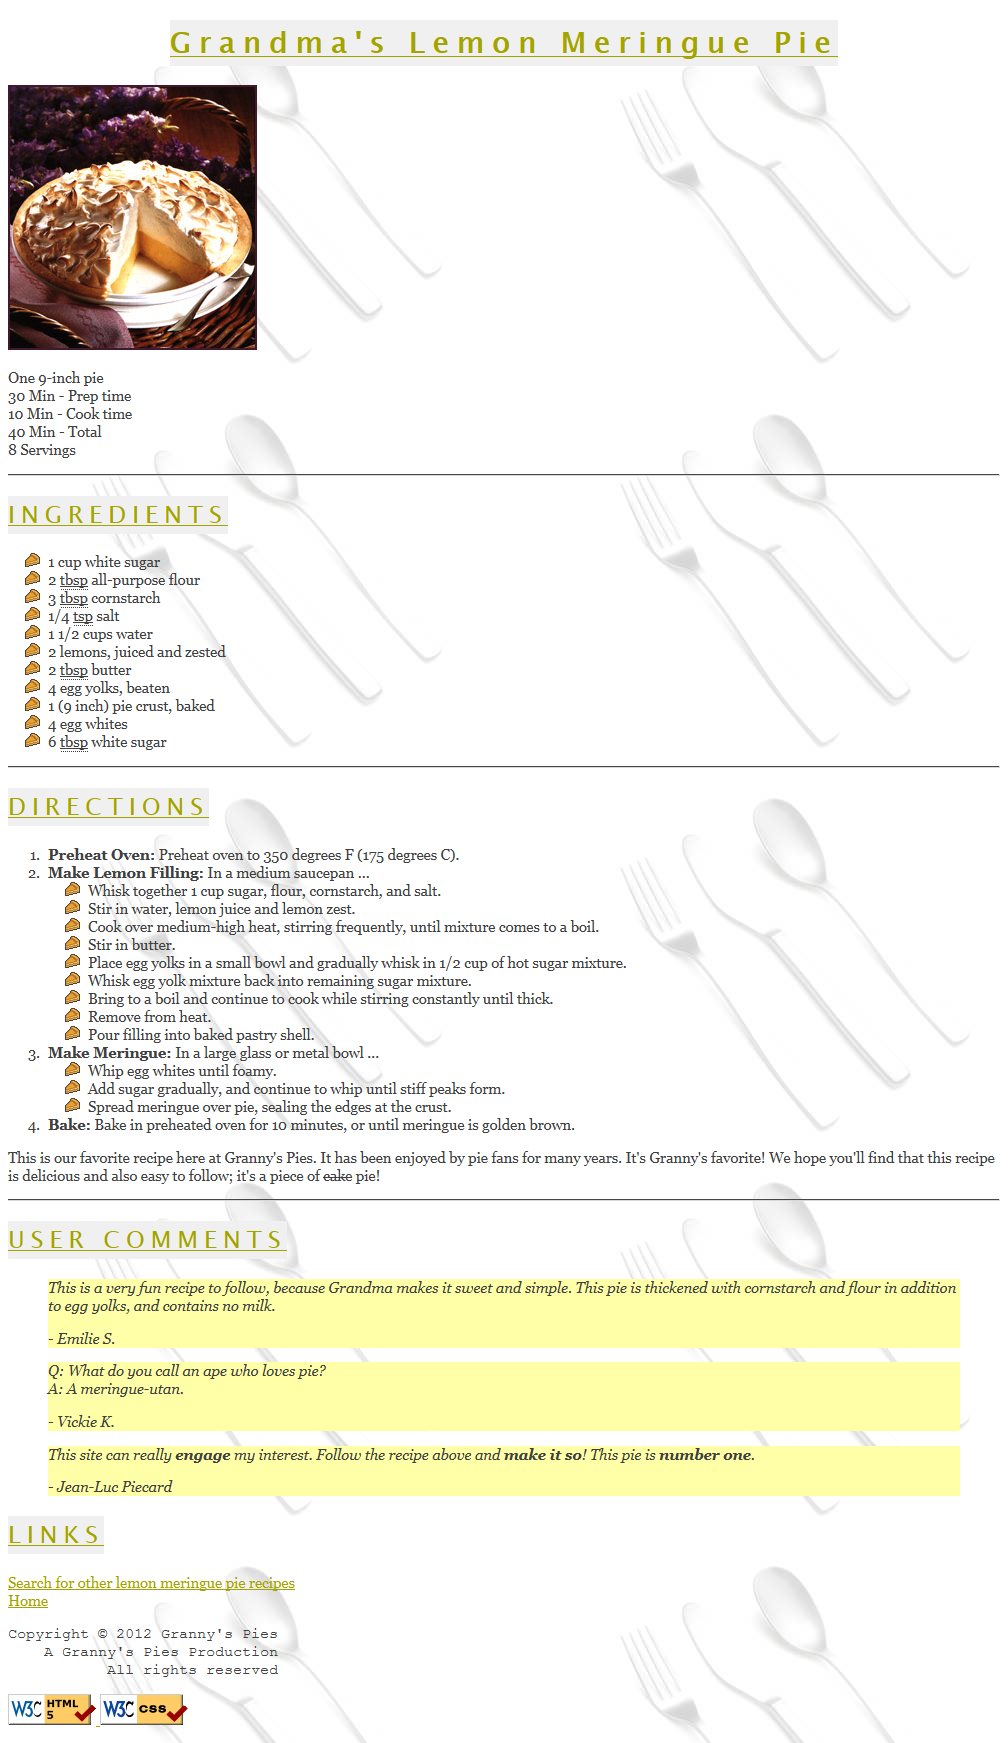 Grandma's Lemon Meringue Pie
One 9-inch pie
30 Min - Prep time
10 Min - Cook time
40 Min - Total
8 Servings
INGREDIENTS
1 cup white sugar
2 tbsp all-purpose flour
3 tbsp cornstarch
1/4 tsp salt
1 1/2 cups water
2 lemons, juiced and zested
2 tbsp butter
4 egg yolks, beaten
1 (9 inch) pie crust, baked
4 egg whites
6 tbsp white sugar
DIRECTIONS
1. Preheat Oven: Preheat oven to 350 degrees F (175 degrees C).
2. Make Lemon Filling: In a medium saucepan ...
Whisk together 1 cup sugar, flour, cornstarch, and salt.
Stir in water, lemon juice and lemon zest.
Cook over medium-high heat, stirring frequently, until mixture comes to a boil.
Stir in butter.
Place egg yolks in a small bowl and gradually whisk in 1/2 cup of hot sugar mixture.
Whisk egg yolk mixture back into remaining sugar mixture.
Bring to a boil and continue to cook while stirring constantly until thick.
Remove from heat.
Pour filling into baked pastry shell.
3. Make Meringue: In a large glass or metal bowl ...
Whip egg whites until foamy.
Add sugar gradually, and continue to whip until stiff peaks form.
Spread meringue over pie, sealing the edges at the crust.
4. Bake: Bake in preheated oven for 10 minutes, or until meringue is golden brown.
This is our favorite recipe here at Granny's Pies. It has been enjoyed by pie fans for many years. It's Granny's favorite! We hope you'll find that this recipe
is delicious and also easy to follow; it's a piece of cake pie!
USER COMMENTS
This is a very fun recipe to follow, because Grandma makes it sweet and simple. This pie is thickened with cornstarch and flour in addition
to egg yolks, and contains no milk.
- Emilie S.
Q: What do you call an ape who loves pie?
A: A meringue-utan.
- Vickie K.
This site can really engage my interest. Follow the recipe above and make it so! This pie is number one.
- Jean-Luc Piecard
LINKS
Search for other lemon meringue pie recipes
Home
Copyright © 2012 Granny's Pies
A Granny's Pies Production
All rights reserved
W3C HTML 5 W3C CSS